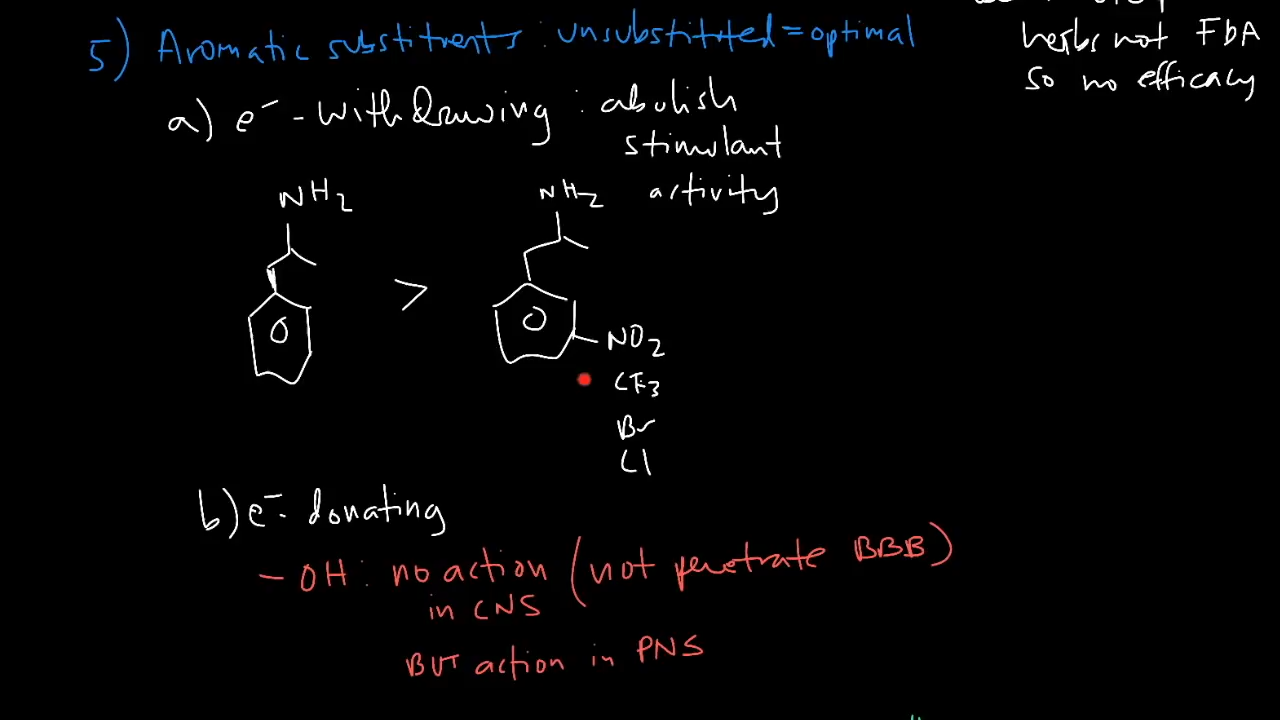 herbs not FDA
so no efficacy
5) Aromatic substituents : unsubstituted = optimal
a) e⁻ - withdrawing : abolish
stimulant
activity
NH₂
NH₂
>
NO₂
CF₃
Br
Cl
b) e⁻ - donating
- OH : no action (not penetrate BBB)
in CNS
BUT action in PNS